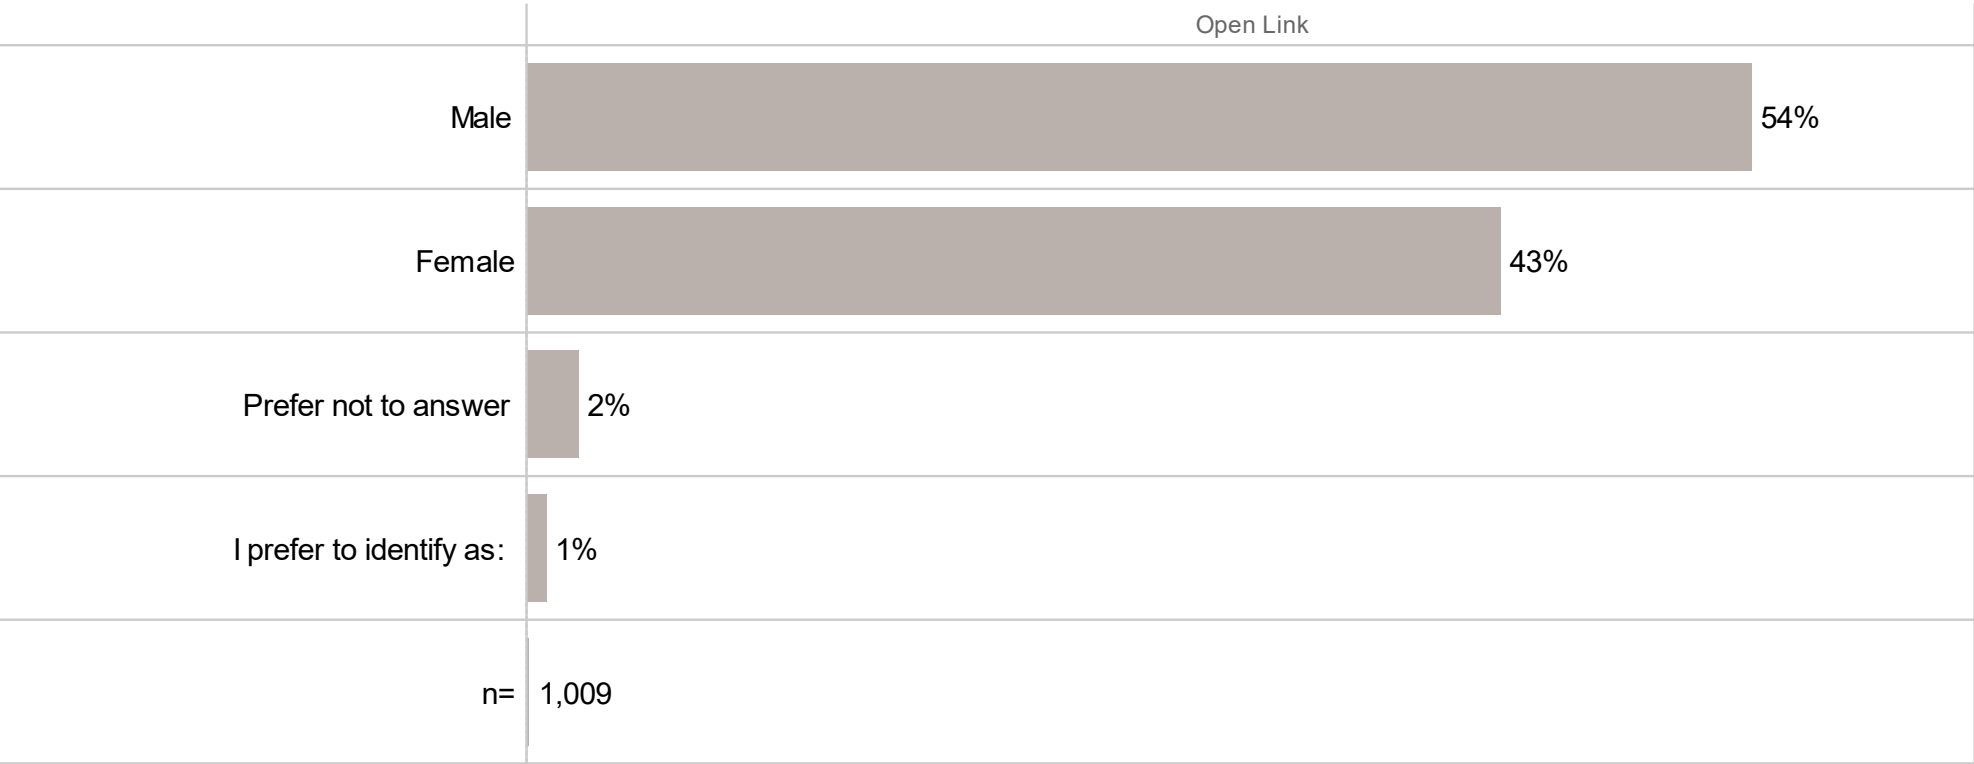 Open Link
Male 54%
Female 43%
Prefer not to answer 2%
I prefer to identify as: 1%
n= 1,009